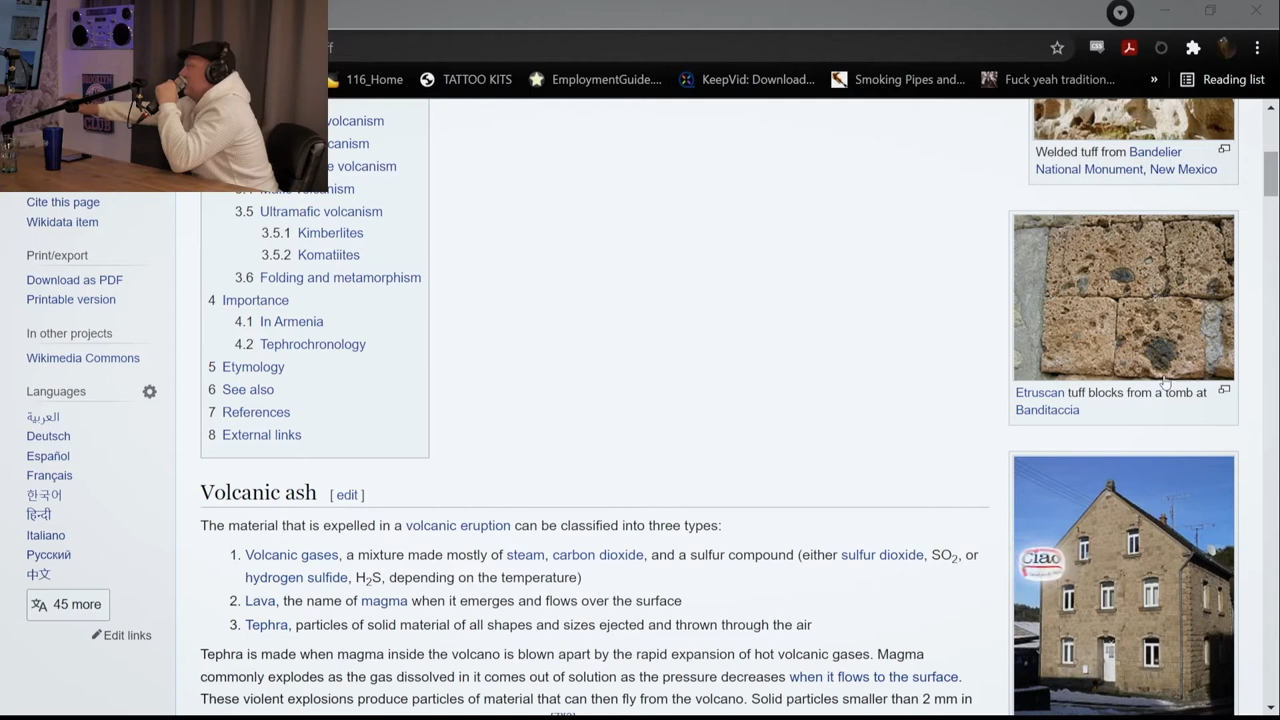 116_Home
TATTOO KITS
EmploymentGuide....
KeepVid: Download...
Smoking Pipes and...
Fuck yeah tradition...
»
Reading list
CLUB
volcanism
canism
e volcanism
volcanism
3.5 Ultramafic volcanism
3.5.1 Kimberlites
3.5.2 Komatiites
3.6 Folding and metamorphism
4 Importance
4.1 In Armenia
4.2 Tephrochronology
5 Etymology
6 See also
7 References
8 External links
Cite this page
Wikidata item
Print/export
Download as PDF
Printable version
In other projects
Wikimedia Commons
Languages
العربية
Deutsch
Español
Français
한국어
हिन्दी
Italiano
Русский
中文
45 more
Edit links
Volcanic ash [ edit ]
The material that is expelled in a volcanic eruption can be classified into three types:
1. Volcanic gases, a mixture made mostly of steam, carbon dioxide, and a sulfur compound (either sulfur dioxide, SO2, or
hydrogen sulfide, H2S, depending on the temperature)
2. Lava, the name of magma when it emerges and flows over the surface
3. Tephra, particles of solid material of all shapes and sizes ejected and thrown through the air
Tephra is made when magma inside the volcano is blown apart by the rapid expansion of hot volcanic gases. Magma
commonly explodes as the gas dissolved in it comes out of solution as the pressure decreases when it flows to the surface.
These violent explosions produce particles of material that can then fly from the volcano. Solid particles smaller than 2 mm in
Welded tuff from Bandelier
National Monument, New Mexico
Etruscan tuff blocks from a tomb at
Banditaccia
Ciao